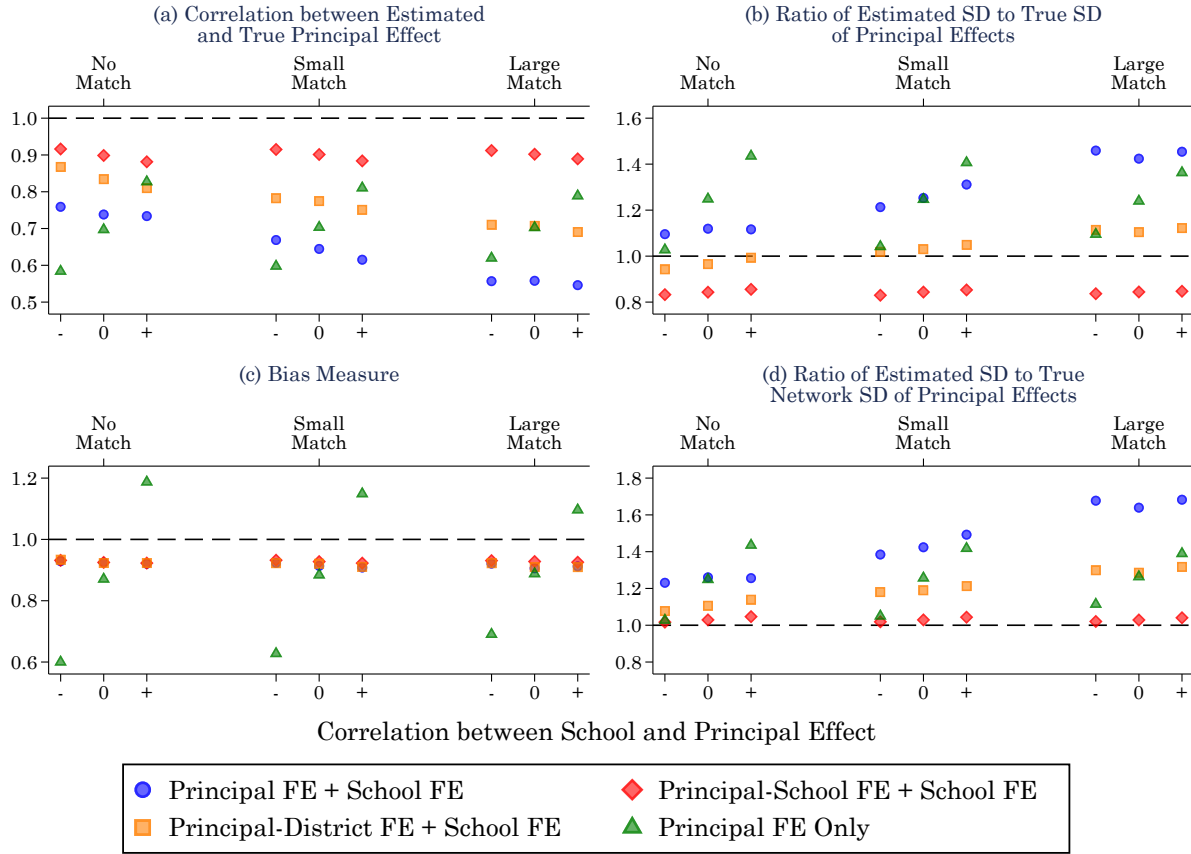 (a) Correlation between Estimated
and True Principal Effect
No
Match
Small
Match
Large
Match
1.0
0.9
0.8
0.7
0.6
0.5
- 0 + - 0 + - 0 +
(b) Ratio of Estimated SD to True SD
of Principal Effects
No
Match
Small
Match
Large
Match
1.6
1.4
1.2
1.0
0.8
- 0 + - 0 + - 0 +
(c) Bias Measure
No
Match
Small
Match
Large
Match
1.2
1.0
0.8
0.6
- 0 + - 0 + - 0 +
(d) Ratio of Estimated SD to True
Network SD of Principal Effects
No
Match
Small
Match
Large
Match
1.8
1.6
1.4
1.2
1.0
0.8
- 0 + - 0 + - 0 +
Correlation between School and Principal Effect
Principal FE + School FE
Principal-School FE + School FE
Principal-District FE + School FE
Principal FE Only